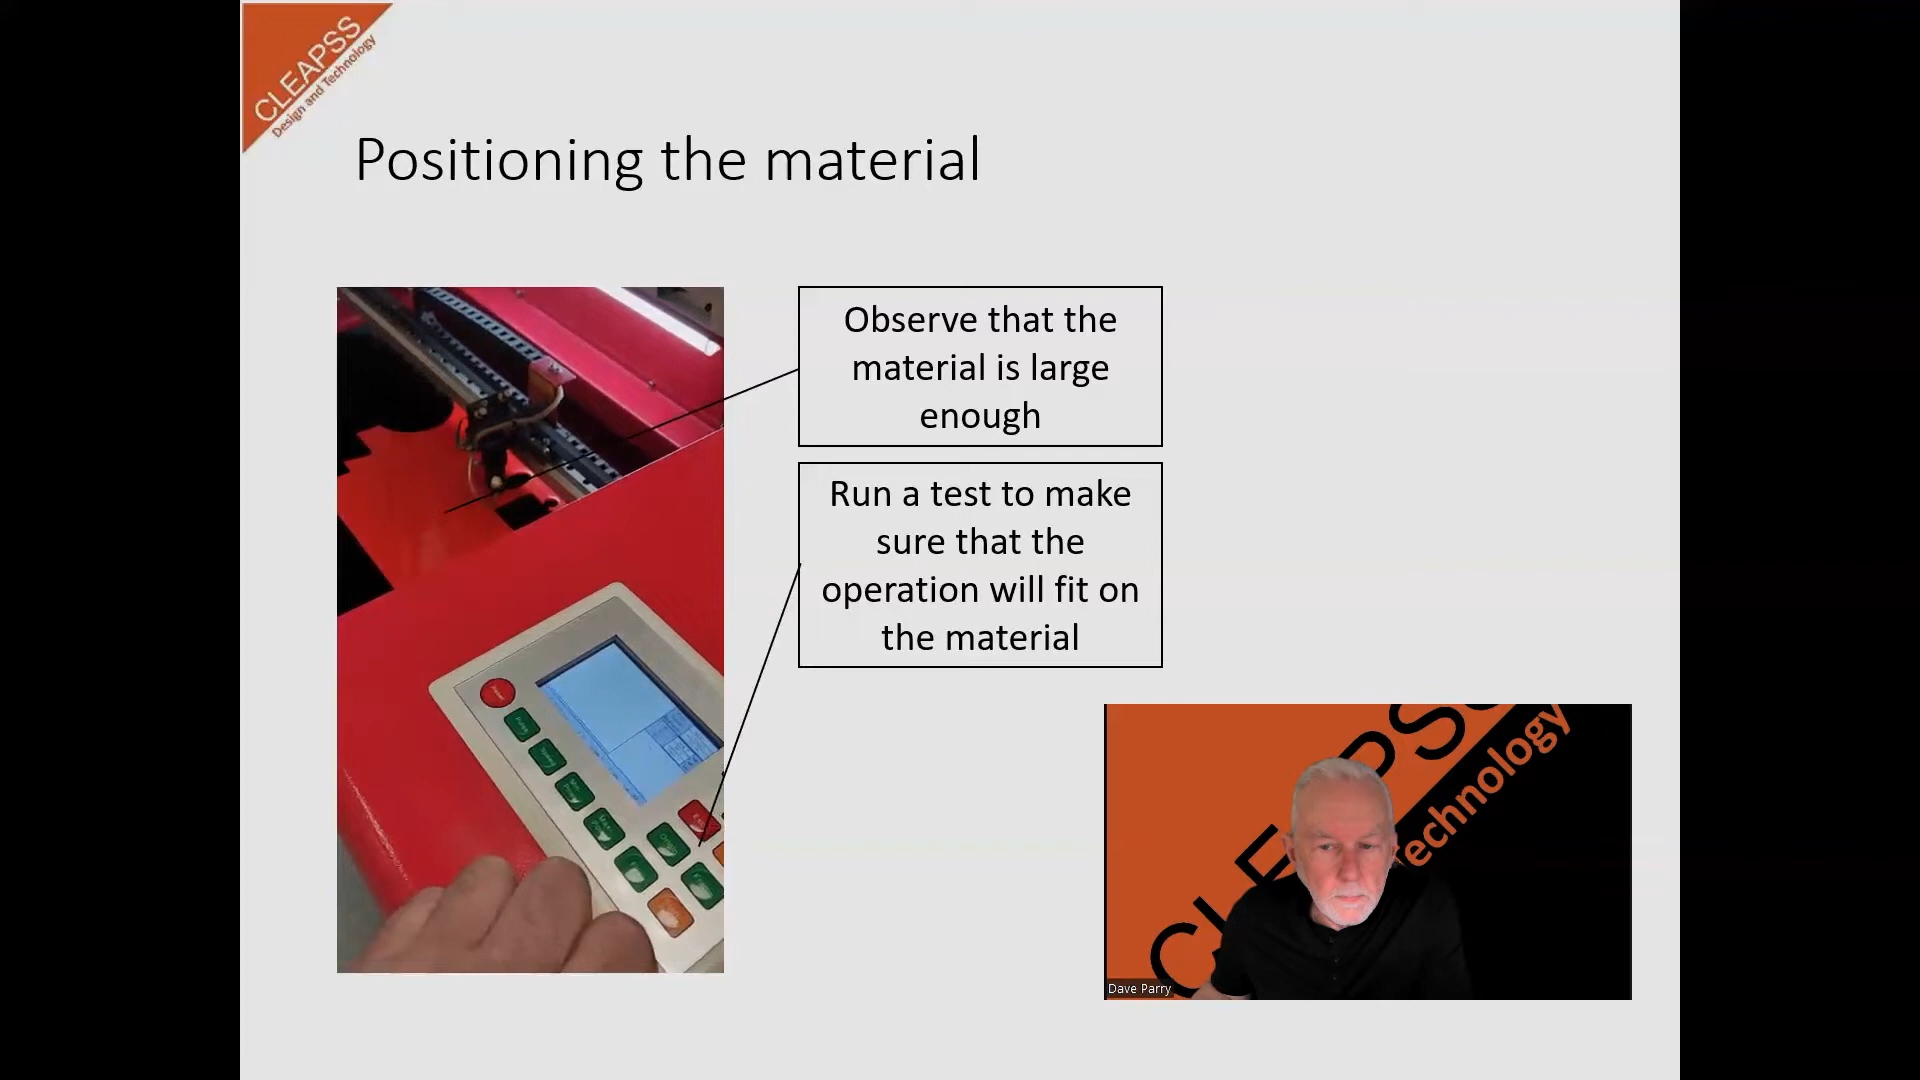 CLEAPSS
Design and Technology
Positioning the material
Observe that the
material is large
enough
Run a test to make
sure that the
operation will fit on
the material
Technology
Dave Parry